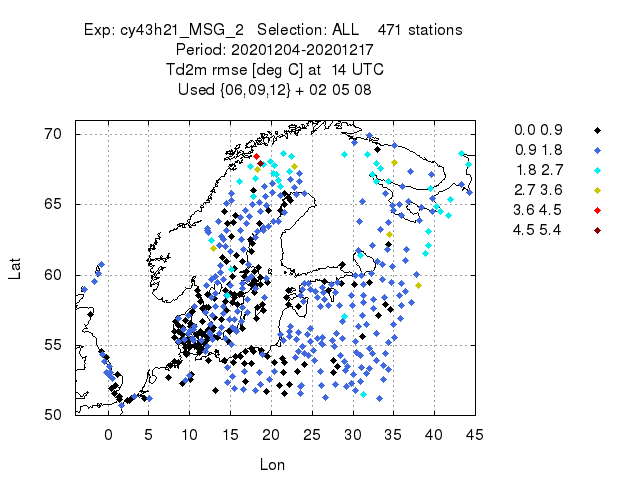 Exp: cy43h21_MSG_2 Selection: ALL 471 stations
Period: 20201204-20201217
Td2m rmse [deg C] at 14 UTC
Used {06,09,12} + 02 05 08
0.0 0.9
0.9 1.8
1.8 2.7
2.7 3.6
3.6 4.5
4.5 5.4
70
65
60
55
50
Lat
0 5 10 15 20 25 30 35 40 45
Lon